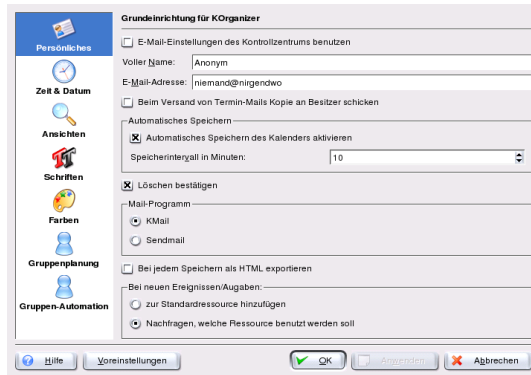 Grundeinrichtung für KOrganizer
Persönliches
Zeit & Datum
Ansichten
Schriften
Farben
Gruppenplanung
Gruppen-Automation
E-Mail-Einstellungen des Kontrollzentrums benutzen
Voller Name: Anonym
E-Mail-Adresse: niemand@nirgendwo
Beim Versand von Termin-Mails Kopie an Besitzer schicken
Automatisches Speichern
Automatisches Speichern des Kalenders aktivieren
Speicherintervall in Minuten: 10
Löschen bestätigen
Mail-Programm
KMail
Sendmail
Bei jedem Speichern als HTML exportieren
Bei neuen Ereignissen/Augaben:
zur Standardressource hinzufügen
Nachfragen, welche Ressource benutzt werden soll
Hilfe Voreinstellungen OK Anwenden Abbrechen